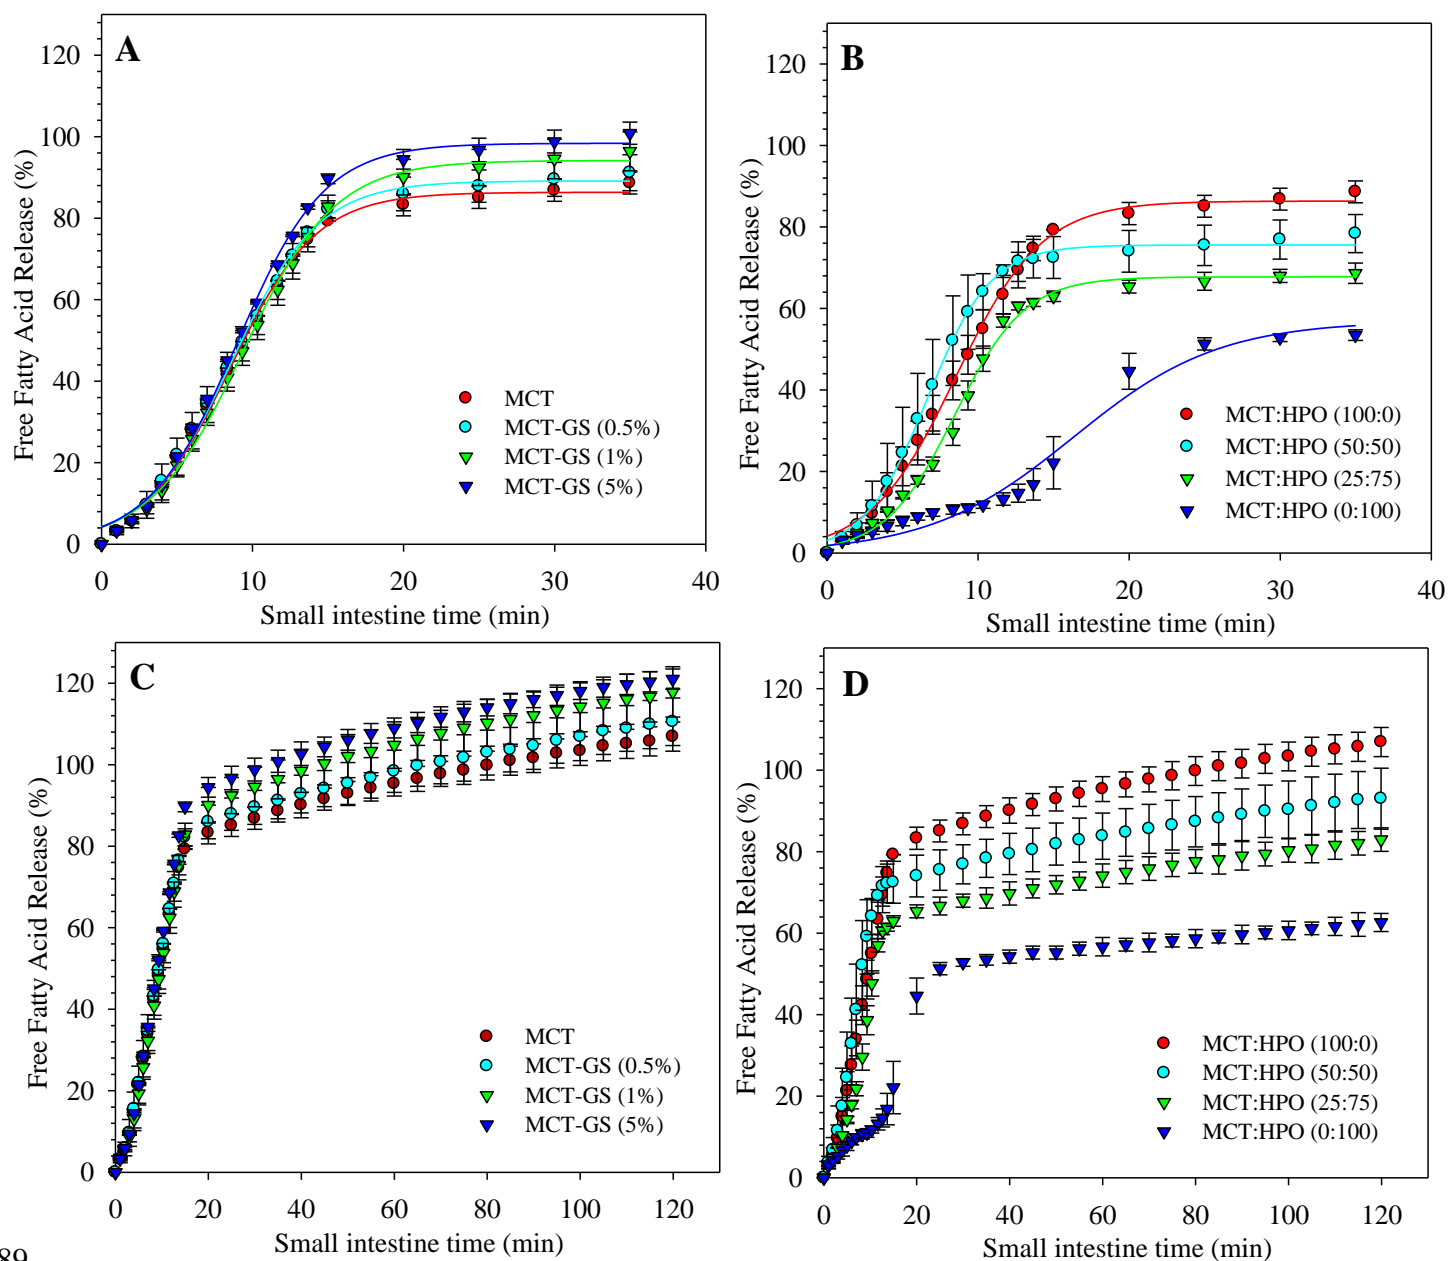 A
Free Fatty Acid Release (%)
120
100
80
60
40
20
0
MCT
MCT-GS (0.5%)
MCT-GS (1%)
MCT-GS (5%)
0 10 20 30 40
Small intestine time (min)
B
Free Fatty Acid Release (%)
120
100
80
60
40
20
0
MCT:HPO (100:0)
MCT:HPO (50:50)
MCT:HPO (25:75)
MCT:HPO (0:100)
0 10 20 30 40
Small intestine time (min)
C
Free Fatty Acid Release (%)
120
100
80
60
40
20
0
MCT
MCT-GS (0.5%)
MCT-GS (1%)
MCT-GS (5%)
0 20 40 60 80 100 120
Small intestine time (min)
D
Free Fatty Acid Release (%)
120
100
80
60
40
20
0
MCT:HPO (100:0)
MCT:HPO (50:50)
MCT:HPO (25:75)
MCT:HPO (0:100)
0 20 40 60 80 100 120
Small intestine time (min)